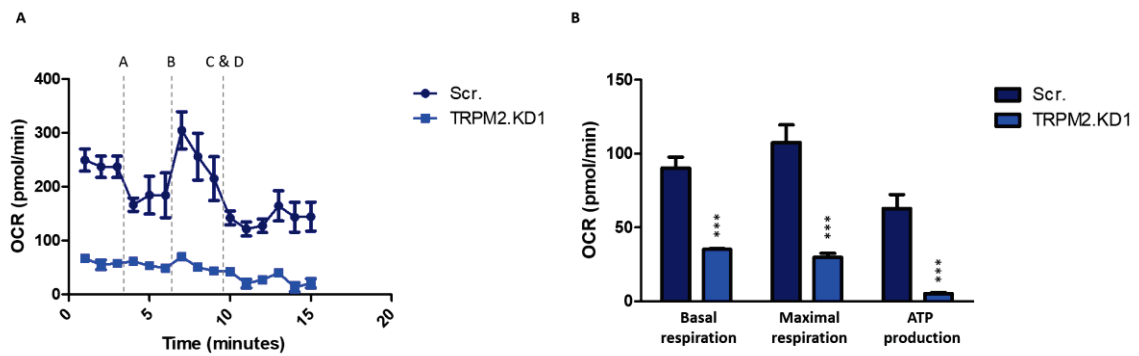 A
A B C & D
400
300
200
100
0
OCR (pmol/min)
0 5 10 15 20
Time (minutes)
Scr.
TRPM2.KD1
B
150
100
50
0
OCR (pmol/min)
***
***
***
Basal respiration
Maximal respiration
ATP production
Scr.
TRPM2.KD1